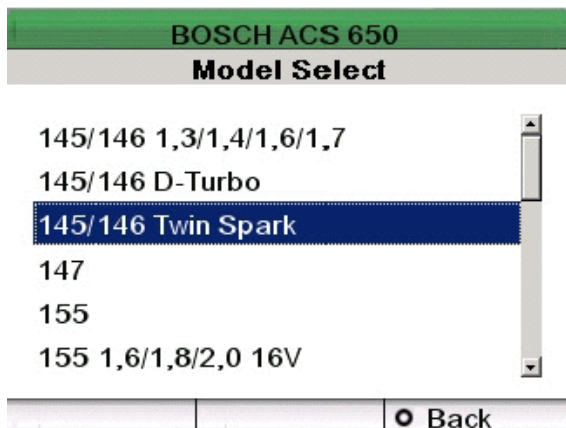 BOSCH ACS 650
Model Select
145/146 1,3/1,4/1,6/1,7
145/146 D-Turbo
145/146 Twin Spark
147
155
155 1,6/1,8/2,0 16V
Back